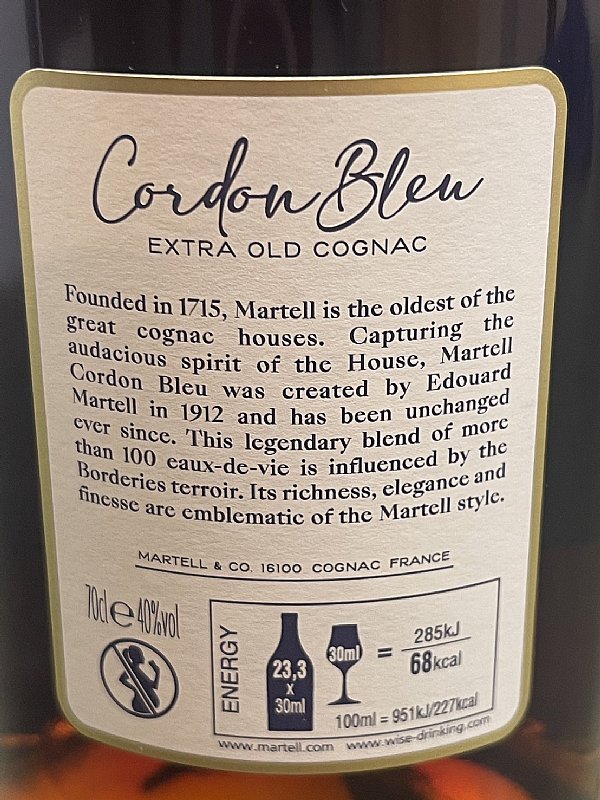 Cordon Bleu
EXTRA OLD COGNAC
Founded in 1715, Martell is the oldest of the
great cognac houses. Capturing the
audacious spirit of the House, Martell
Cordon Bleu was created by Edouard
Martell in 1912 and has been unchanged
ever since. This legendary blend of more
than 100 eaux-de-vie is influenced by the
Borderies terroir. Its richness, elegance and
finesse are emblematic of the Martell style.
MARTELL & CO. 16100 COGNAC FRANCE
70cl e 40%vol
ENERGY
23,3
x
30ml
30ml
=
285kJ
68kcal
100ml = 951kJ/227kcal
www.martell.com www.wise-drinking.com